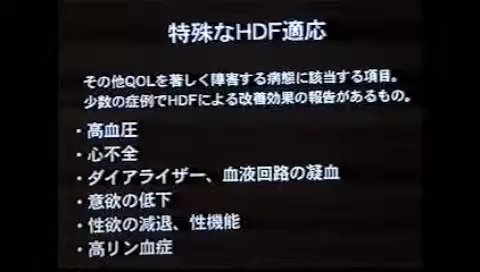 特殊なHDF適応
その他QOLを著しく障害する病態に該当する項目。
少数の症例でHDFによる改善効果の報告があるもの。
・高血圧
・心不全
・ダイアライザー、血液回路の凝血
・意欲の低下
・性欲の減退、性機能
・高リン血症